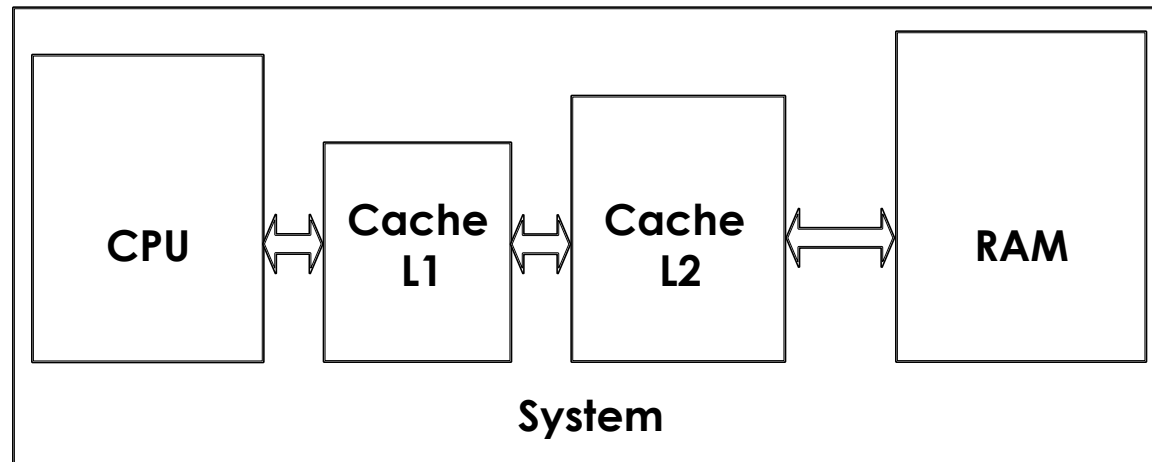 CPU
Cache
L1
Cache
L2
RAM
System